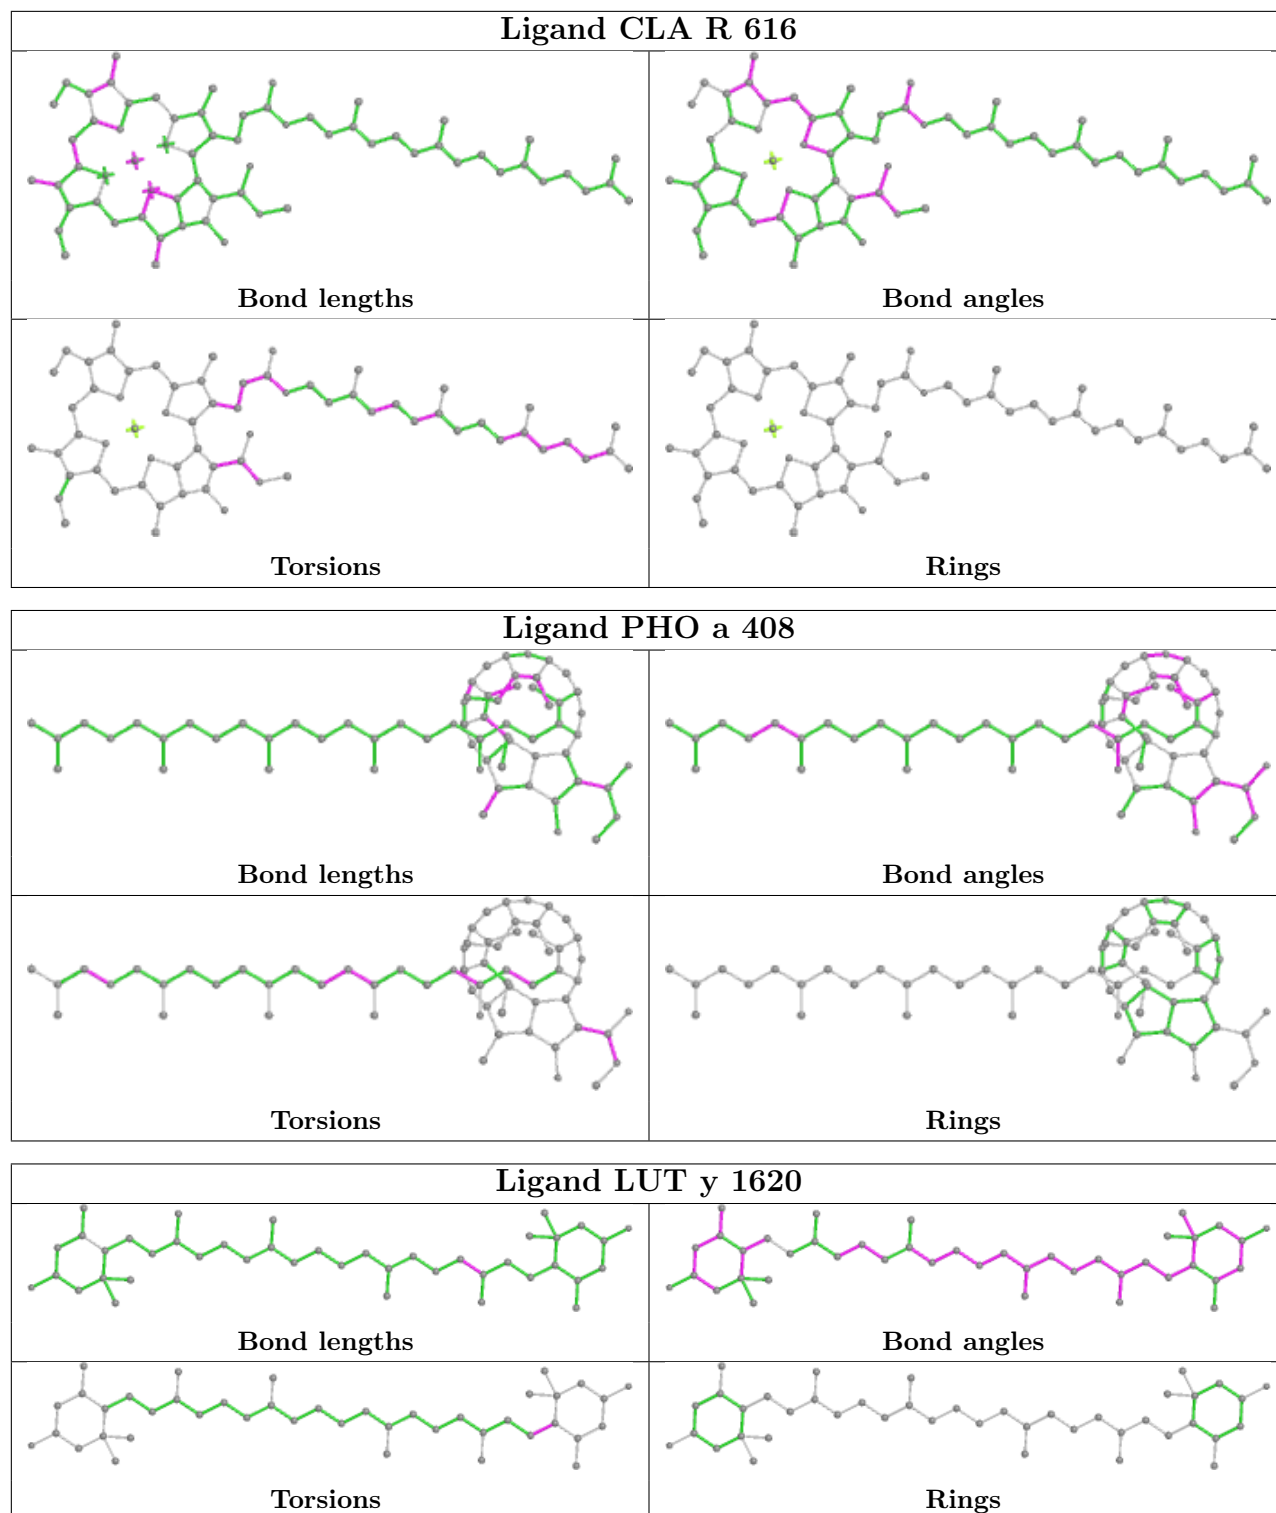 Ligand CLA R 616
Bond lengths
Bond angles
Torsions
Rings
Ligand PHO a 408
Bond lengths
Bond angles
Torsions
Rings
Ligand LUT y 1620
Bond lengths
Bond angles
Torsions
Rings